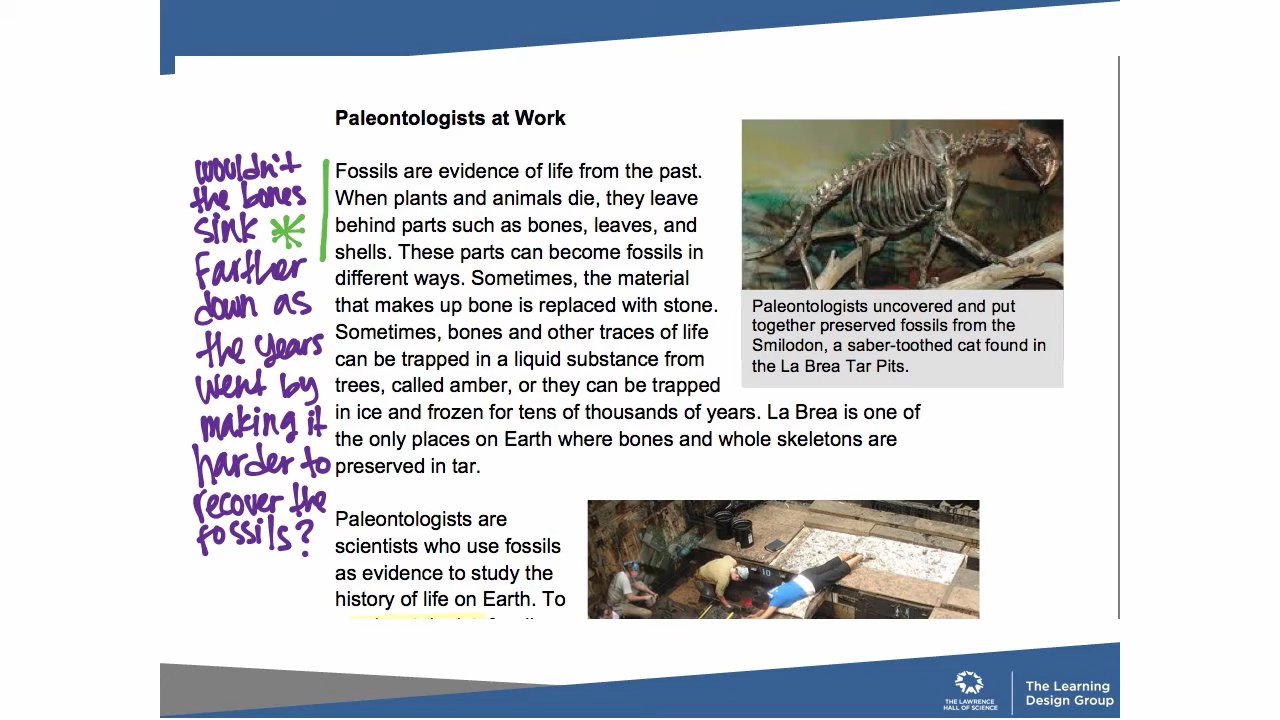 Paleontologists at Work
wouldn't
the bones
sink *
farther
down as
the years
went by
making it
harder to
recover the
fossils?
Fossils are evidence of life from the past.
When plants and animals die, they leave
behind parts such as bones, leaves, and
shells. These parts can become fossils in
different ways. Sometimes, the material
that makes up bone is replaced with stone.
Sometimes, bones and other traces of life
can be trapped in a liquid substance from
trees, called amber, or they can be trapped
in ice and frozen for tens of thousands of years. La Brea is one of
the only places on Earth where bones and whole skeletons are
preserved in tar.
Paleontologists uncovered and put
together preserved fossils from the
Smilodon, a saber-toothed cat found in
the La Brea Tar Pits.
Paleontologists are
scientists who use fossils
as evidence to study the
history of life on Earth. To
10
THE LAWRENCE
HALL OF SCIENCE
The Learning
Design Group